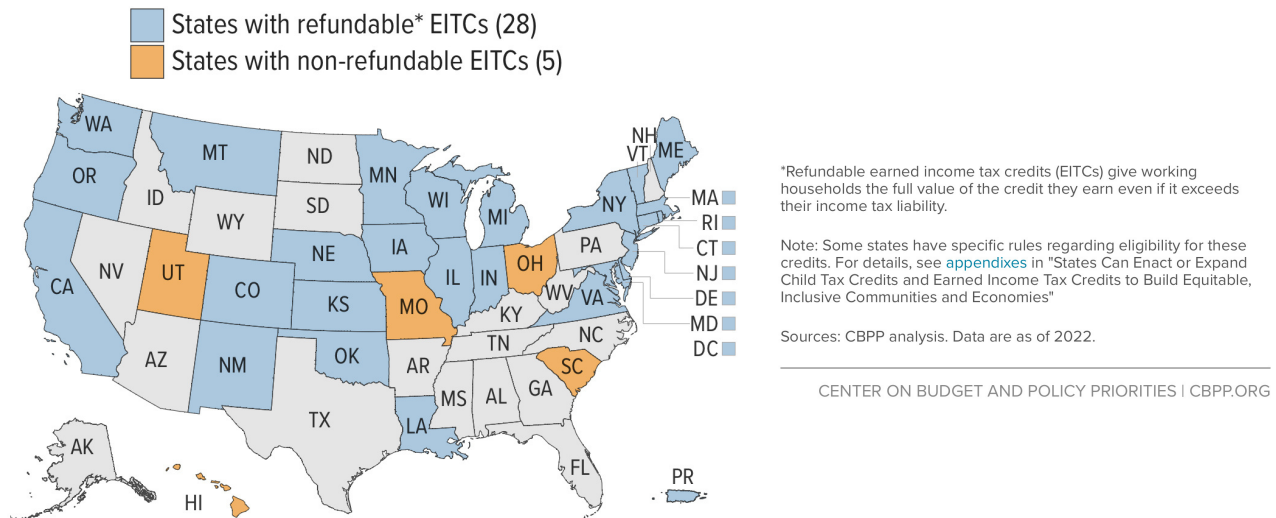 States with refundable* EITCs (28)
States with non-refundable EITCs (5)
WA
MT
ND
MN
NH
VT
ME
OR
ID
SD
WI
MI
NY
MA
WY
RI
IA
PA
CT
NV
UT
NE
IL
IN
OH
NJ
CA
CO
KS
MO
WV
VA
DE
KY
MD
AZ
NM
OK
TN
NC
DC
AR
SC
MS
AL
GA
TX
LA
AK
FL
PR
HI
*Refundable earned income tax credits (EITCs) give working
households the full value of the credit they earn even if it exceeds
their income tax liability.
Note: Some states have specific rules regarding eligibility for these
credits. For details, see appendixes in "States Can Enact or Expand
Child Tax Credits and Earned Income Tax Credits to Build Equitable,
Inclusive Communities and Economies"
Sources: CBPP analysis. Data are as of 2022.
CENTER ON BUDGET AND POLICY PRIORITIES | CBPP.ORG